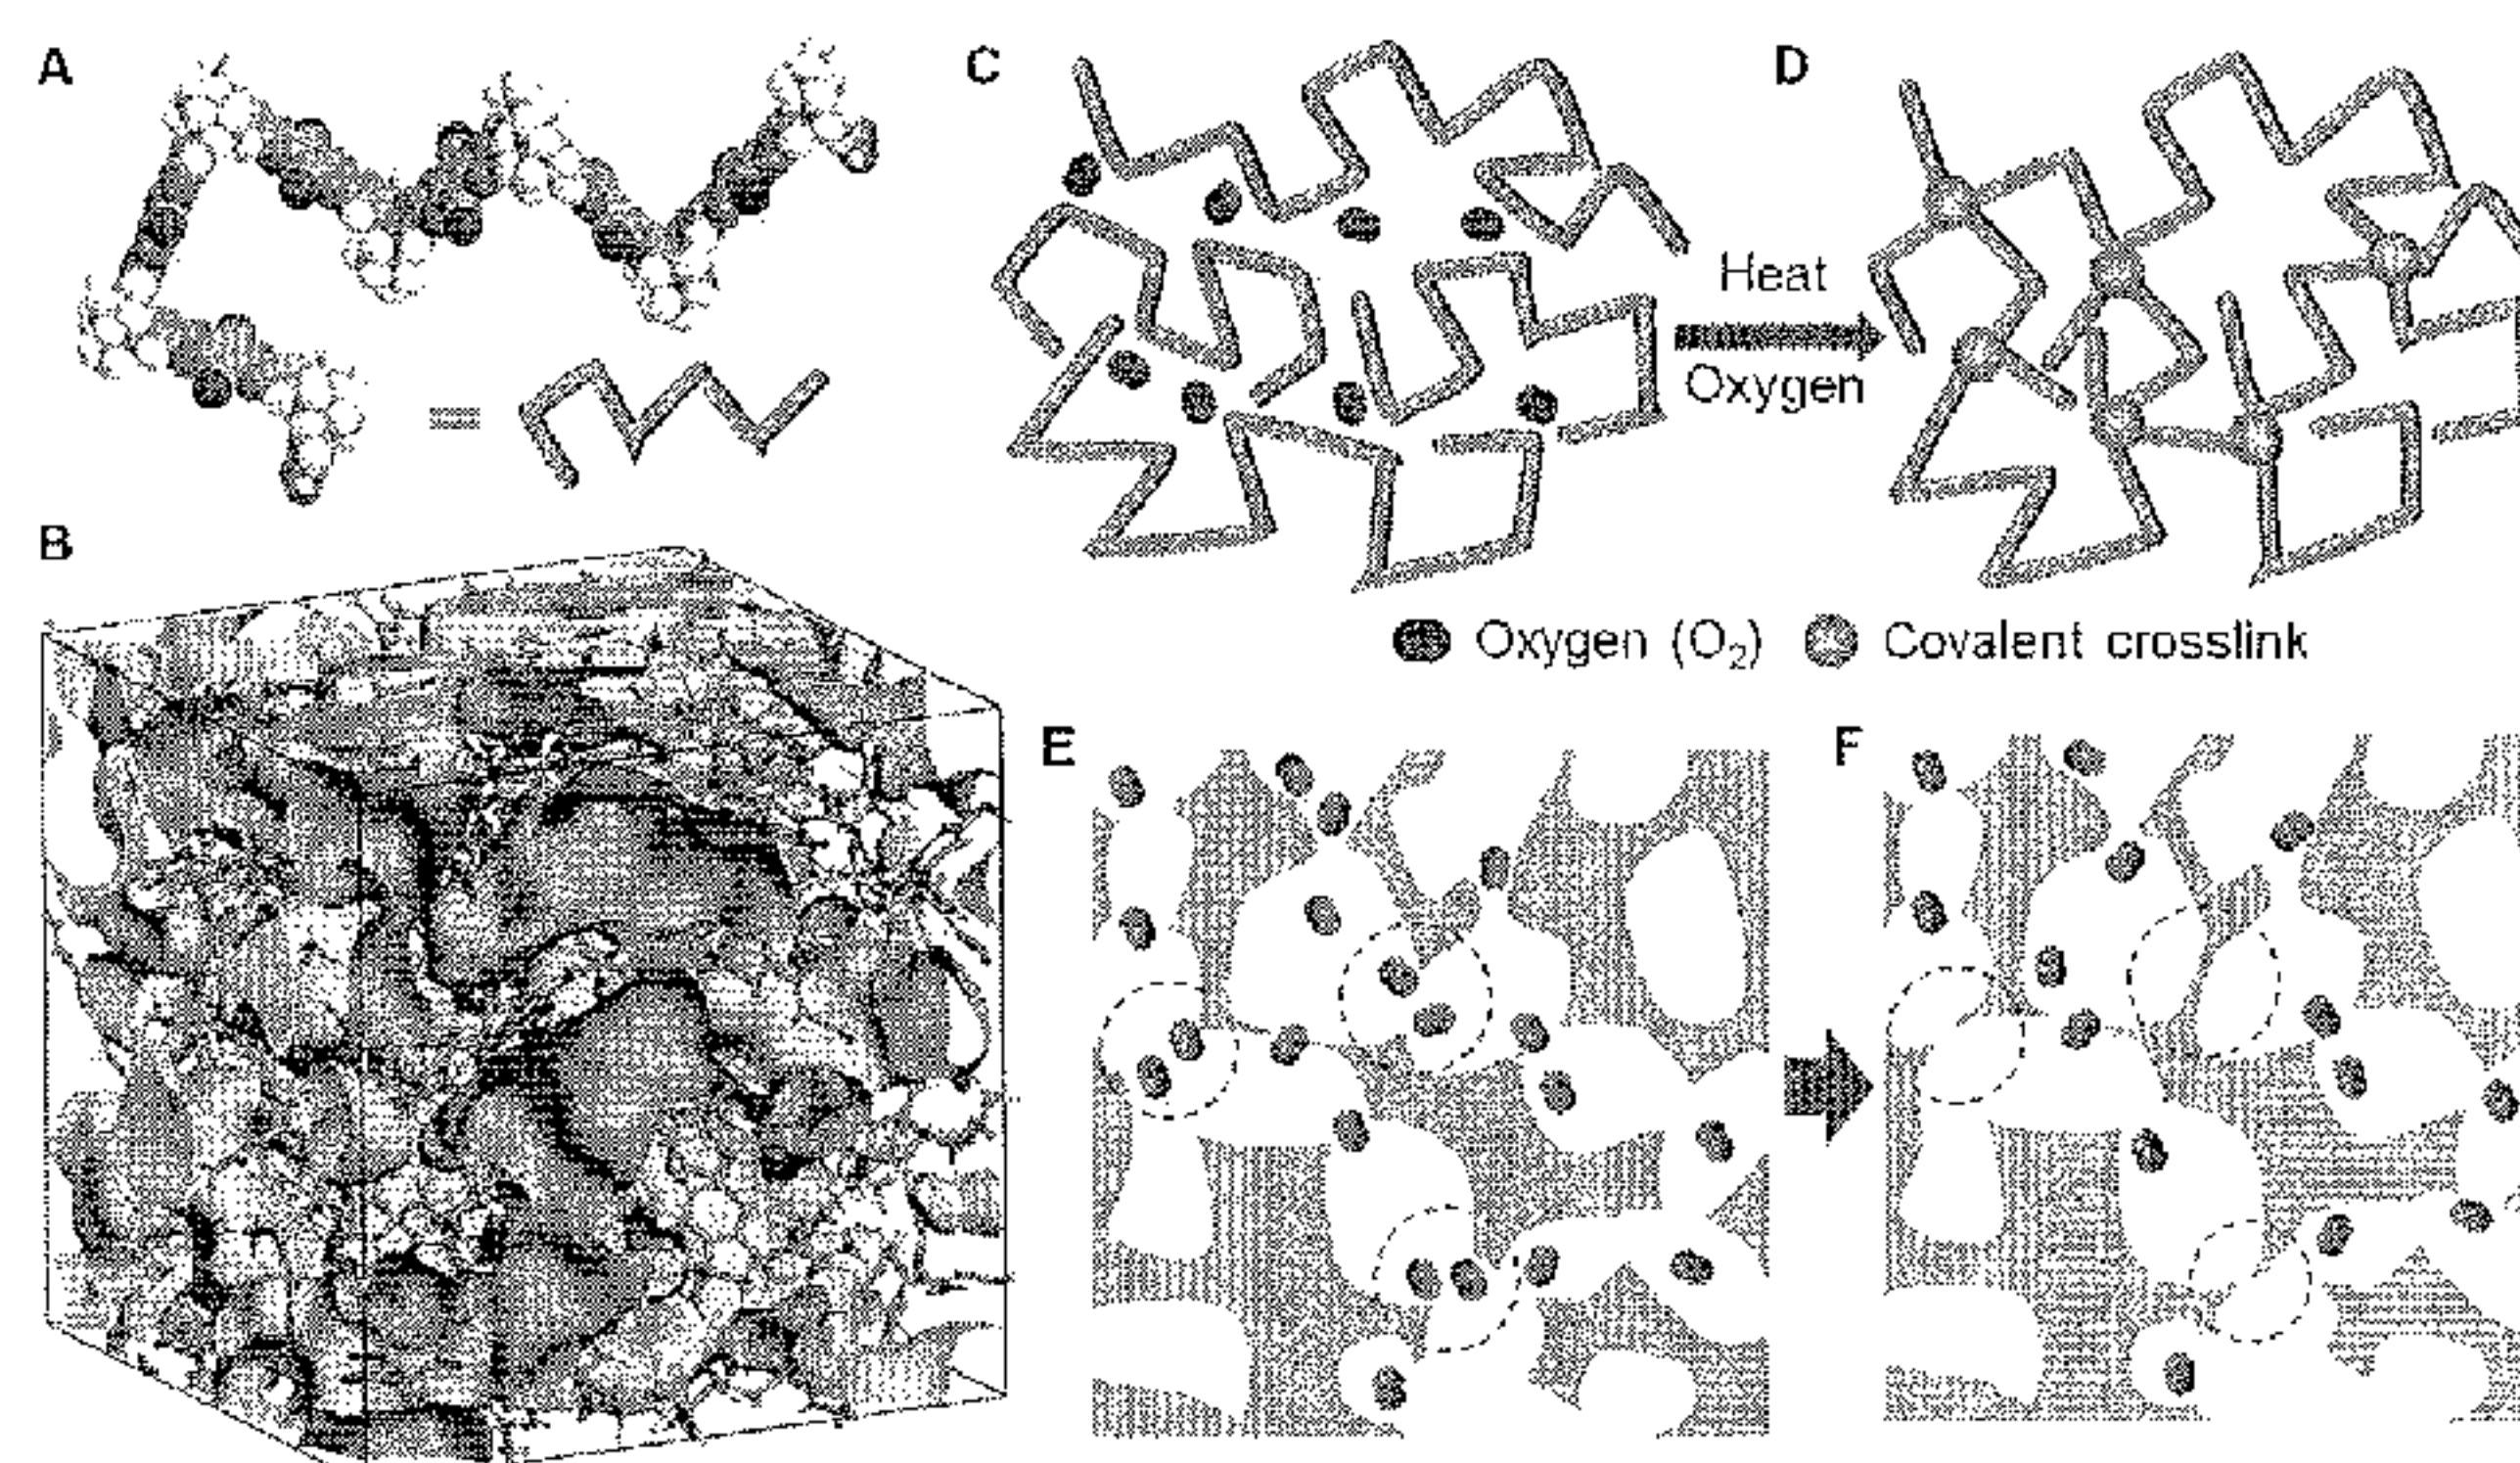 A
C
D
Heat
Oxygen
B
Oxygen (O₂)
Covalent crosslink
E
F